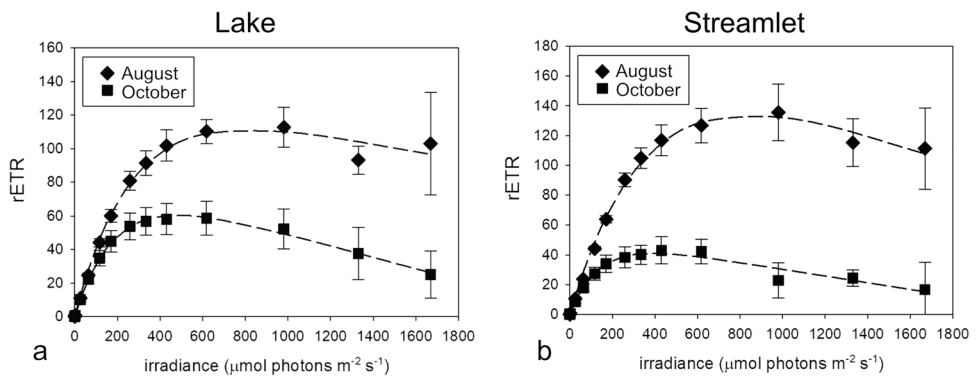 Lake
160
140
120
100
80
60
40
20
0
rETR
August
October
0 200 400 600 800 1000 1200 1400 1600 1800
a
irradiance (μmol photons m⁻² s⁻¹)
Streamlet
180
160
140
120
100
80
60
40
20
0
rETR
August
October
0 200 400 600 800 1000 1200 1400 1600 1800
b
irradiance (μmol photons m⁻² s⁻¹)